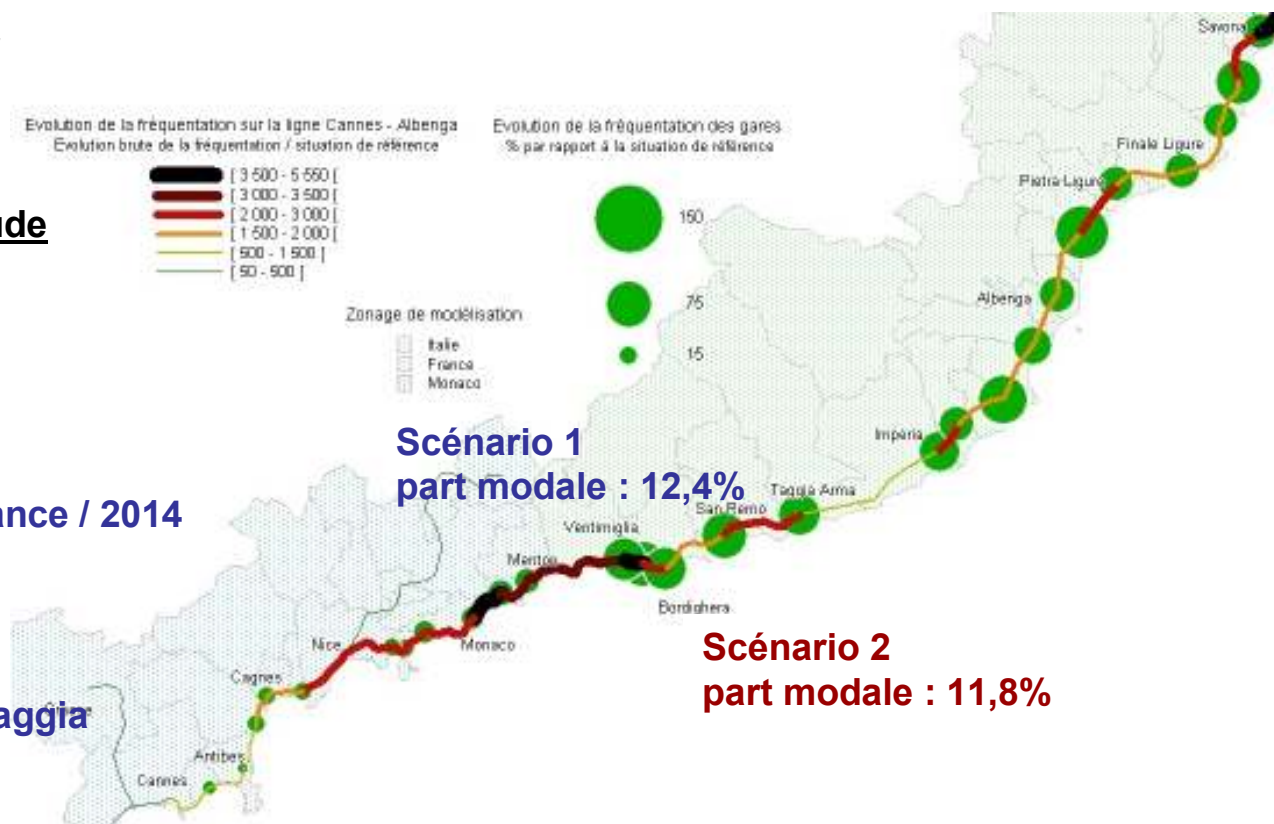 Evolution de la fréquentation sur la ligne Cannes - Albenga
Evolution brute de la fréquentation / situation de référence
[ 3 500 - 5 550 [
[ 3 000 - 3 500 [
[ 2 000 - 3 000 [
[ 1 500 - 2 000 [
[ 500 - 1 500 [
[ 50 - 500 [
Evolution de la fréquentation des gares
% par rapport à la situation de référence
150
75
15
Zonage de modélisation
Italie
France
Monaco
ude
ance / 2014
aggia
Scénario 1
part modale : 12,4%
Scénario 2
part modale : 11,8%
Savona
Finale Ligure
Pietra Ligure
Albenga
Imperia
Taggia Arma
San Remo
Ventimiglia
Bordighera
Menton
Monaco
Nice
Cagnes
Antibes
Cannes